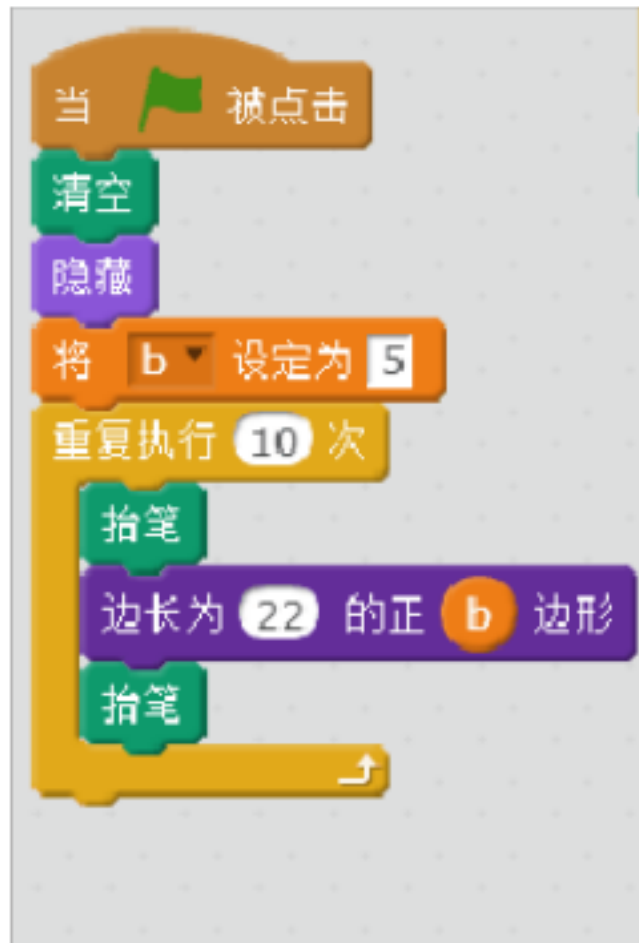 当 被点击
清空
隐藏
将 b 设定为 5
重复执行 10 次
抬笔
边长为 22 的正 b 边形
抬笔